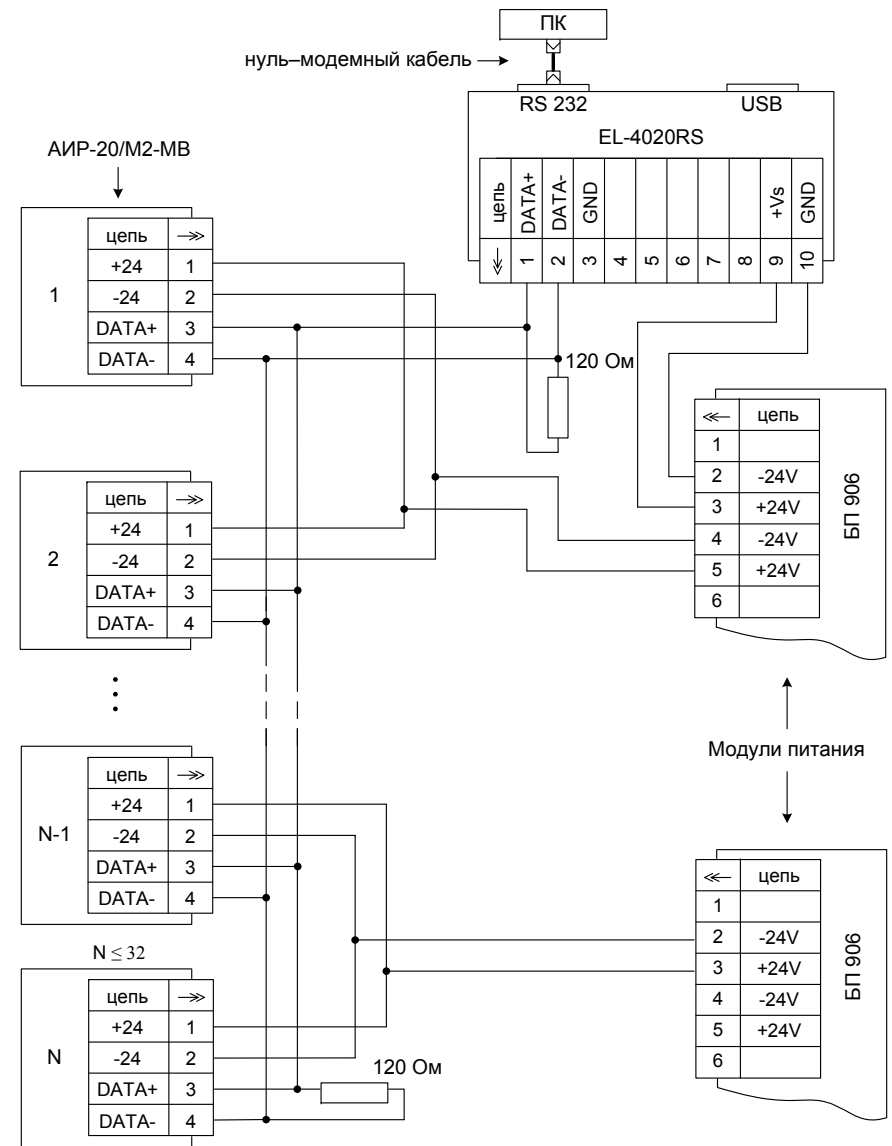 ПК
нуль–модемный кабель
RS 232 USB
EL-4020RS
цепь DATA+ DATA- GND +Vs GND
1 2 3 4 5 6 7 8 9 10
АИР-20/М2-МВ
1
цепь
+24 1
-24 2
DATA+ 3
DATA- 4
120 Ом
2
цепь
+24 1
-24 2
DATA+ 3
DATA- 4
БП 906
цепь
1
2 -24V
3 +24V
4 -24V
5 +24V
6
Модули питания
N-1
цепь
+24 1
-24 2
DATA+ 3
DATA- 4
N ≤ 32
N
цепь
+24 1
-24 2
DATA+ 3
DATA- 4
120 Ом
БП 906
цепь
1
2 -24V
3 +24V
4 -24V
5 +24V
6